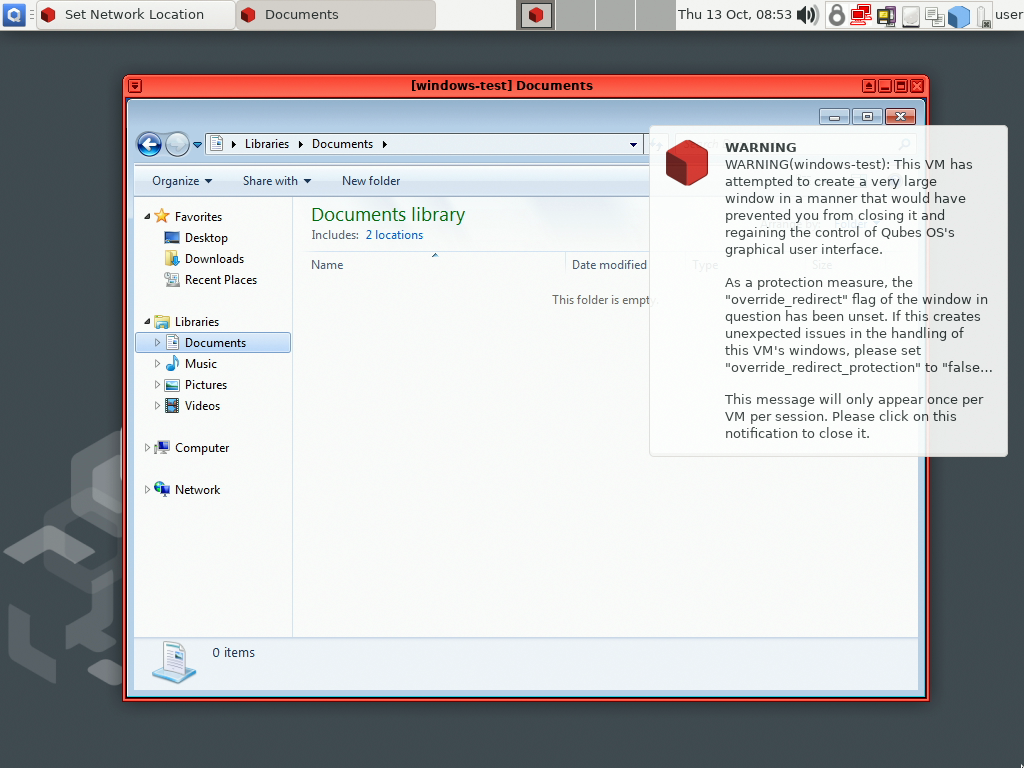 Set Network Location
Documents
Thu 13 Oct, 08:53
user
[windows-test] Documents
Libraries
Documents
Organize
Share with
New folder
Favorites
Desktop
Downloads
Recent Places
Libraries
Documents
Music
Pictures
Videos
Computer
Network
Documents library
Includes: 2 locations
Name
Date modified
Type
Size
This folder is empty
0 items
WARNING
WARNING(windows-test): This VM has
attempted to create a very large
window in a manner that would have
prevented you from closing it and
regaining the control of Qubes OS's
graphical user interface.
As a protection measure, the
"override_redirect" flag of the window in
question has been unset. If this creates
unexpected issues in the handling of
this VM's windows, please set
"override_redirect_protection" to "false…
This message will only appear once per
VM per session. Please click on this
notification to close it.